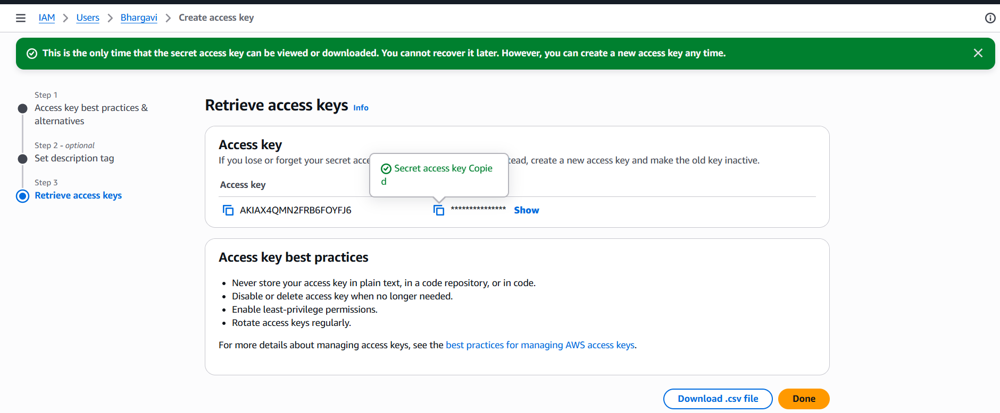 IAM > Users > Bhargavi > Create access key
This is the only time that the secret access key can be viewed or downloaded. You cannot recover it later. However, you can create a new access key any time.
Step 1
Access key best practices &
alternatives
Step 2 - optional
Set description tag
Step 3
Retrieve access keys
Retrieve access keys Info
Access key
If you lose or forget your secret acce tead, create a new access key and make the old key inactive.
Secret access key Copie
d
Access key
AKIAX4QMN2FRB6FOYFJ6 *************** Show
Access key best practices
• Never store your access key in plain text, in a code repository, or in code.
• Disable or delete access key when no longer needed.
• Enable least-privilege permissions.
• Rotate access keys regularly.
For more details about managing access keys, see the best practices for managing AWS access keys.
Download .csv file Done